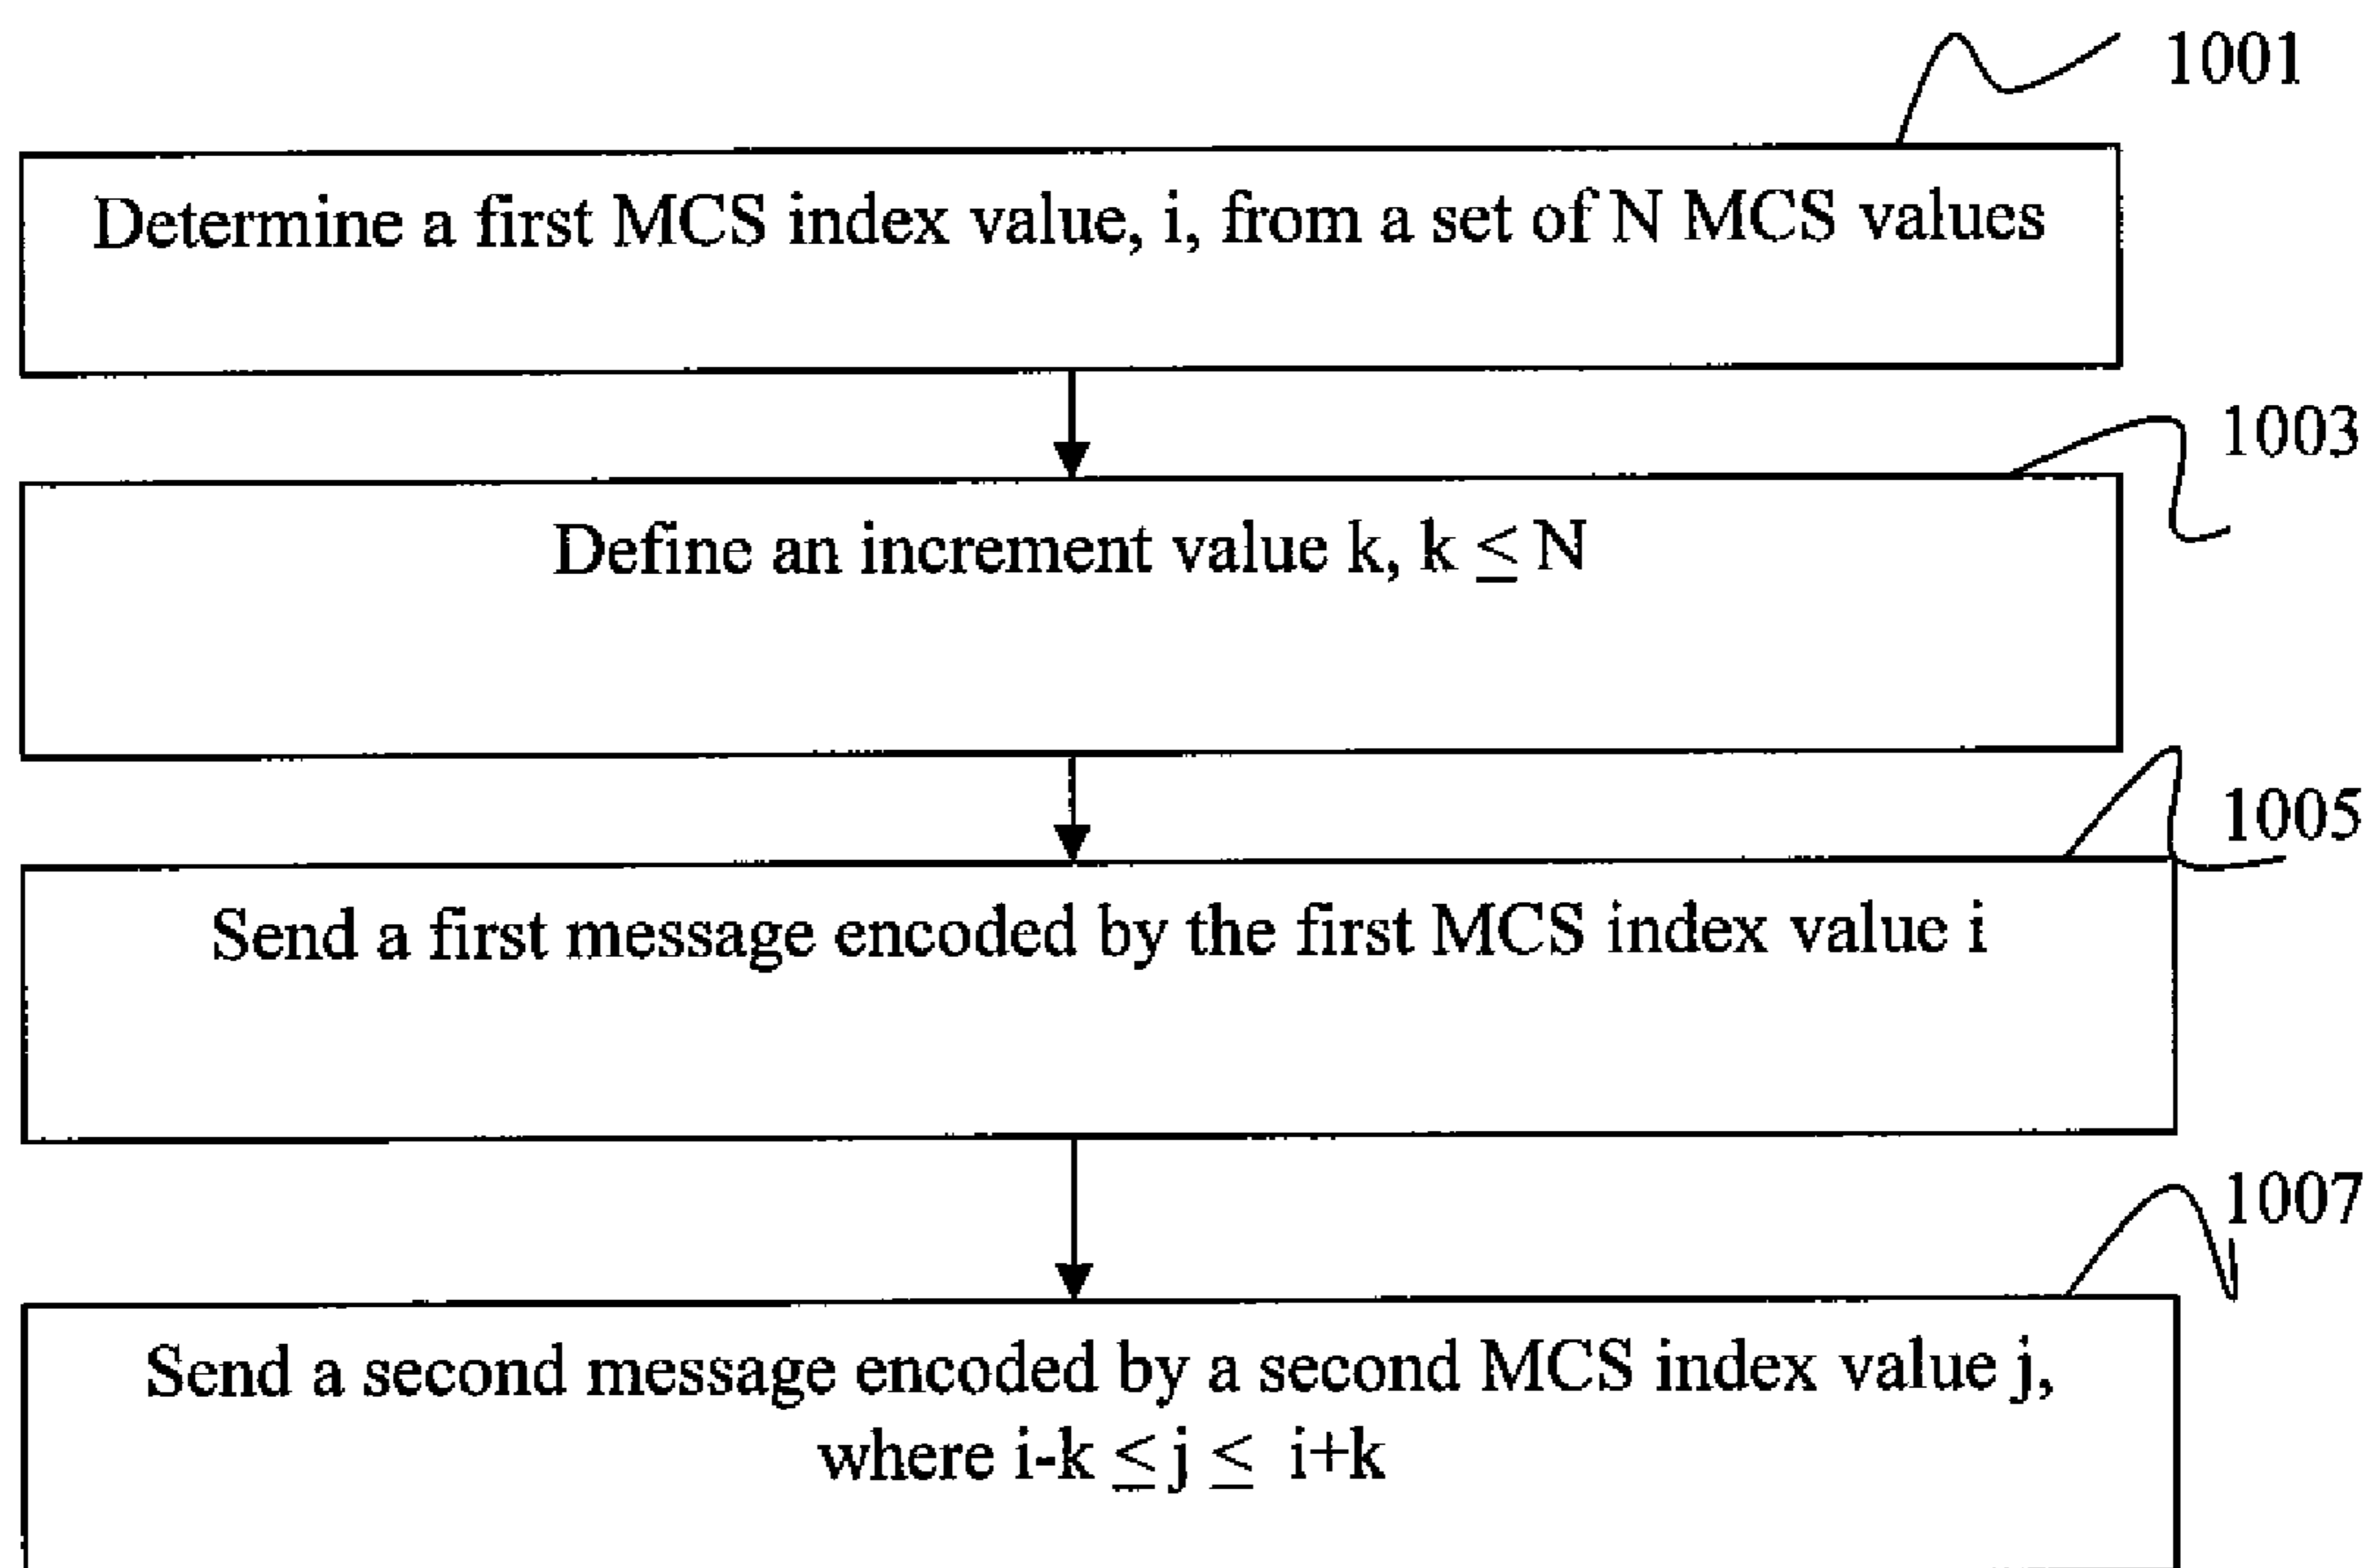 1001
Determine a first MCS index value, i, from a set of N MCS values
1003
Define an increment value k, k ≤ N
1005
Send a first message encoded by the first MCS index value i
1007
Send a second message encoded by a second MCS index value j,
where i-k ≤ j ≤ i+k